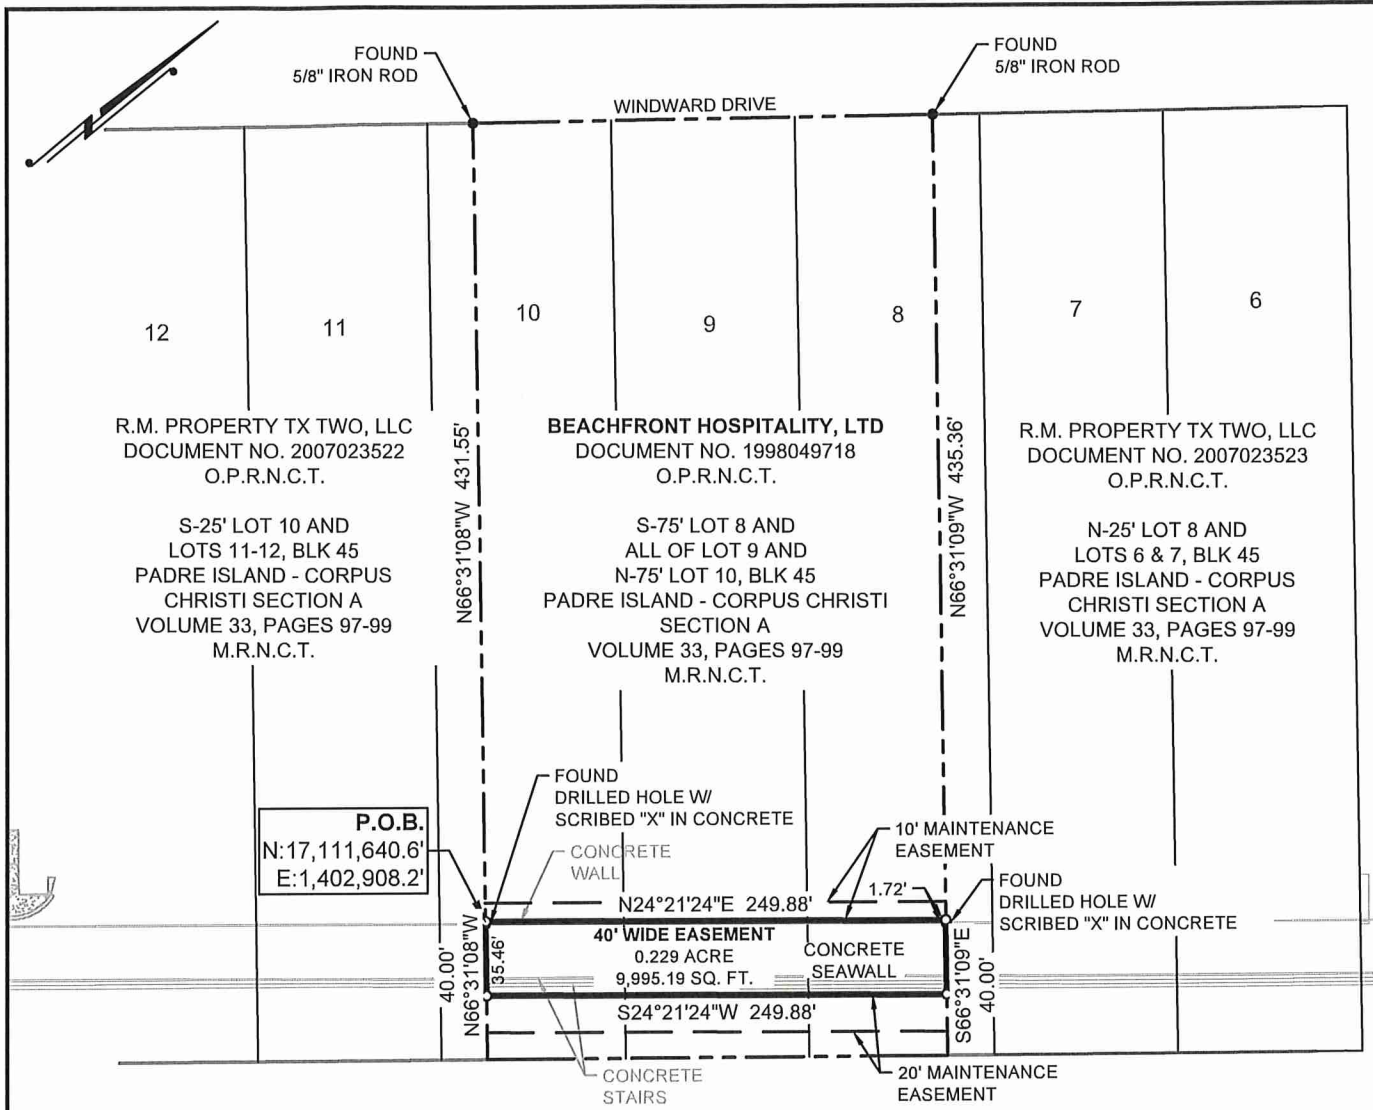 FOUND
5/8" IRON ROD
FOUND
5/8" IRON ROD
WINDWARD DRIVE
12
11
10
9
8
7
6
R.M. PROPERTY TX TWO, LLC
DOCUMENT NO. 2007023522
O.P.R.N.C.T.
S-25' LOT 10 AND
LOTS 11-12, BLK 45
PADRE ISLAND - CORPUS
CHRISTI SECTION A
VOLUME 33, PAGES 97-99
M.R.N.C.T.
N66°31'08"W 431.55'
BEACHFRONT HOSPITALITY, LTD
DOCUMENT NO. 1998049718
O.P.R.N.C.T.
S-75' LOT 8 AND
ALL OF LOT 9 AND
N-75' LOT 10, BLK 45
PADRE ISLAND - CORPUS CHRISTI
SECTION A
VOLUME 33, PAGES 97-99
M.R.N.C.T.
N66°31'09"W 435.36'
R.M. PROPERTY TX TWO, LLC
DOCUMENT NO. 2007023523
O.P.R.N.C.T.
N-25' LOT 8 AND
LOTS 6 & 7, BLK 45
PADRE ISLAND - CORPUS
CHRISTI SECTION A
VOLUME 33, PAGES 97-99
M.R.N.C.T.
FOUND
DRILLED HOLE W/
SCRIBED "X" IN CONCRETE
P.O.B.
N:17,111,640.6'
E:1,402,908.2'
CONCRETE
WALL
10' MAINTENANCE
EASEMENT
1.72'
FOUND
DRILLED HOLE W/
SCRIBED "X" IN CONCRETE
N24°21'24"E 249.88'
40' WIDE EASEMENT
0.229 ACRE
9,995.19 SQ. FT.
CONCRETE
SEAWALL
35.46'
N66°31'08"W
40.00'
S66°31'09"E
40.00'
S24°21'24"W 249.88'
CONCRETE
STAIRS
20' MAINTENANCE
EASEMENT